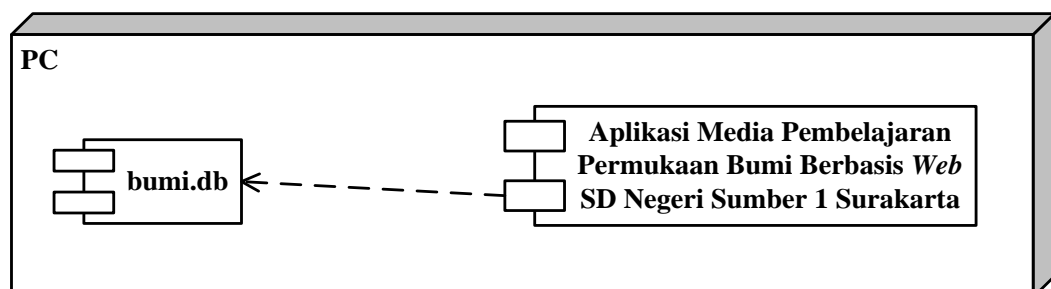 PC
bumi.db
Aplikasi Media Pembelajaran
Permukaan Bumi Berbasis Web
SD Negeri Sumber 1 Surakarta